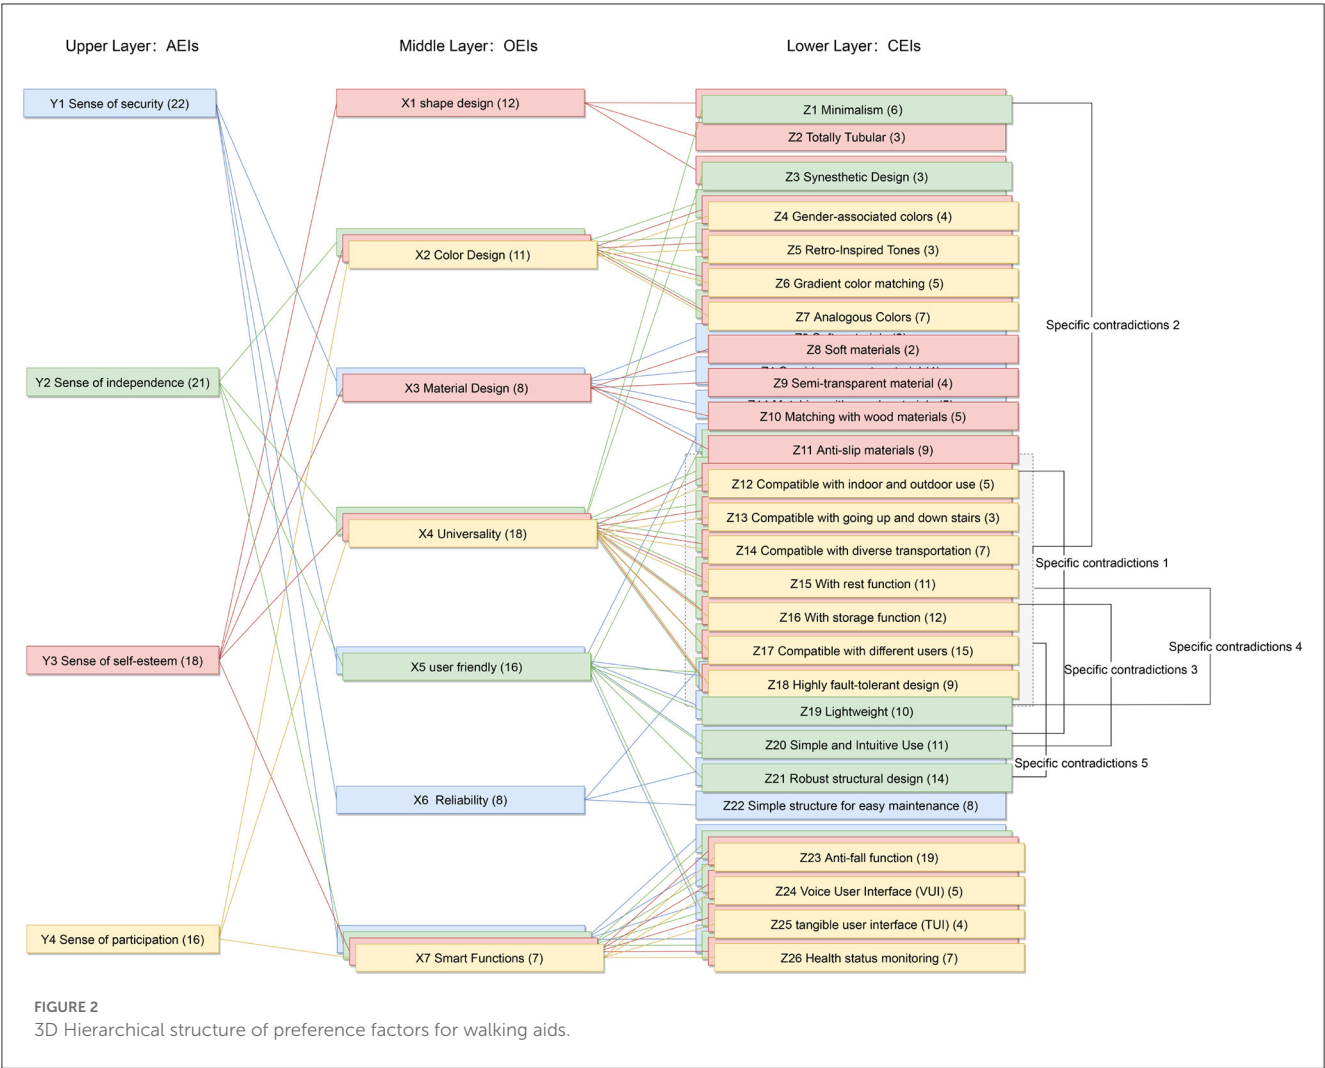 Upper Layer: AEIs
Middle Layer: OEIs
Lower Layer: CEIs
Y1 Sense of security (22)
Y2 Sense of independence (21)
Y3 Sense of self-esteem (18)
Y4 Sense of participation (16)
X1 shape design (12)
X2 Color Design (11)
X3 Material Design (8)
X4 Universality (18)
X5 user friendly (16)
X6 Reliability (8)
X7 Smart Functions (7)
Z1 Minimalism (6)
Z2 Totally Tubular (3)
Z3 Synesthetic Design (3)
Z4 Gender-associated colors (4)
Z5 Retro-Inspired Tones (3)
Z6 Gradient color matching (5)
Z7 Analogous Colors (7)
Z8 Soft materials (2)
Z9 Semi-transparent material (4)
Z10 Matching with wood materials (5)
Z11 Anti-slip materials (9)
Z12 Compatible with indoor and outdoor use (5)
Z13 Compatible with going up and down stairs (3)
Z14 Compatible with diverse transportation (7)
Z15 With rest function (11)
Z16 With storage function (12)
Z17 Compatible with different users (15)
Z18 Highly fault-tolerant design (9)
Z19 Lightweight (10)
Z20 Simple and Intuitive Use (11)
Z21 Robust structural design (14)
Z22 Simple structure for easy maintenance (8)
Z23 Anti-fall function (19)
Z24 Voice User Interface (VUI) (5)
Z25 tangible user interface (TUI) (4)
Z26 Health status monitoring (7)
Specific contradictions 2
Specific contradictions 1
Specific contradictions 4
Specific contradictions 3
Specific contradictions 5
FIGURE 2
3D Hierarchical structure of preference factors for walking aids.